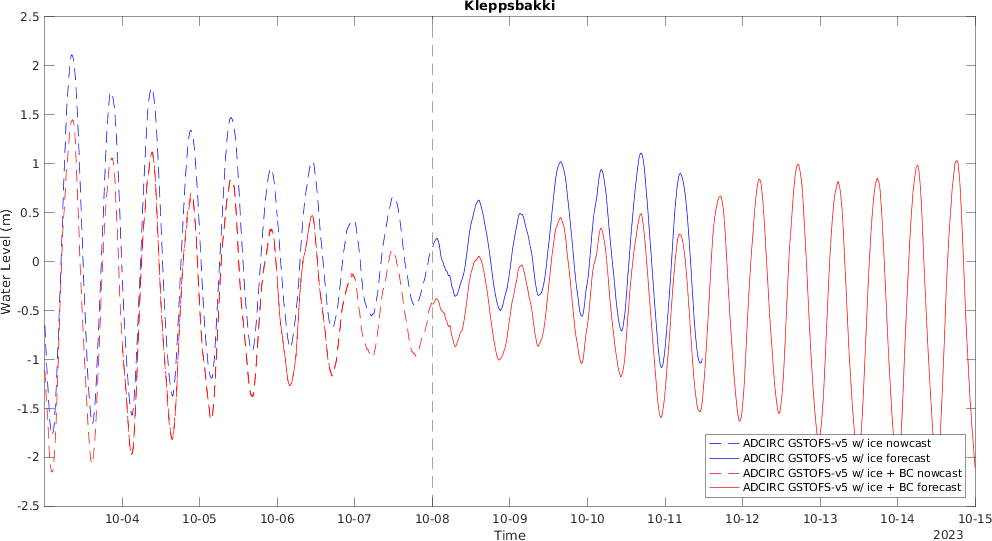 Kleppsbakki
2.5
2
1.5
1
0.5
0
-0.5
-1
-1.5
-2
-2.5
Water Level (m)
10-04 10-05 10-06 10-07 10-08 10-09 10-10 10-11 10-12 10-13 10-14 10-15
Time
2023
ADCIRC GSTOFS-v5 w/ ice nowcast
ADCIRC GSTOFS-v5 w/ ice forecast
ADCIRC GSTOFS-v5 w/ ice + BC nowcast
ADCIRC GSTOFS-v5 w/ ice + BC forecast